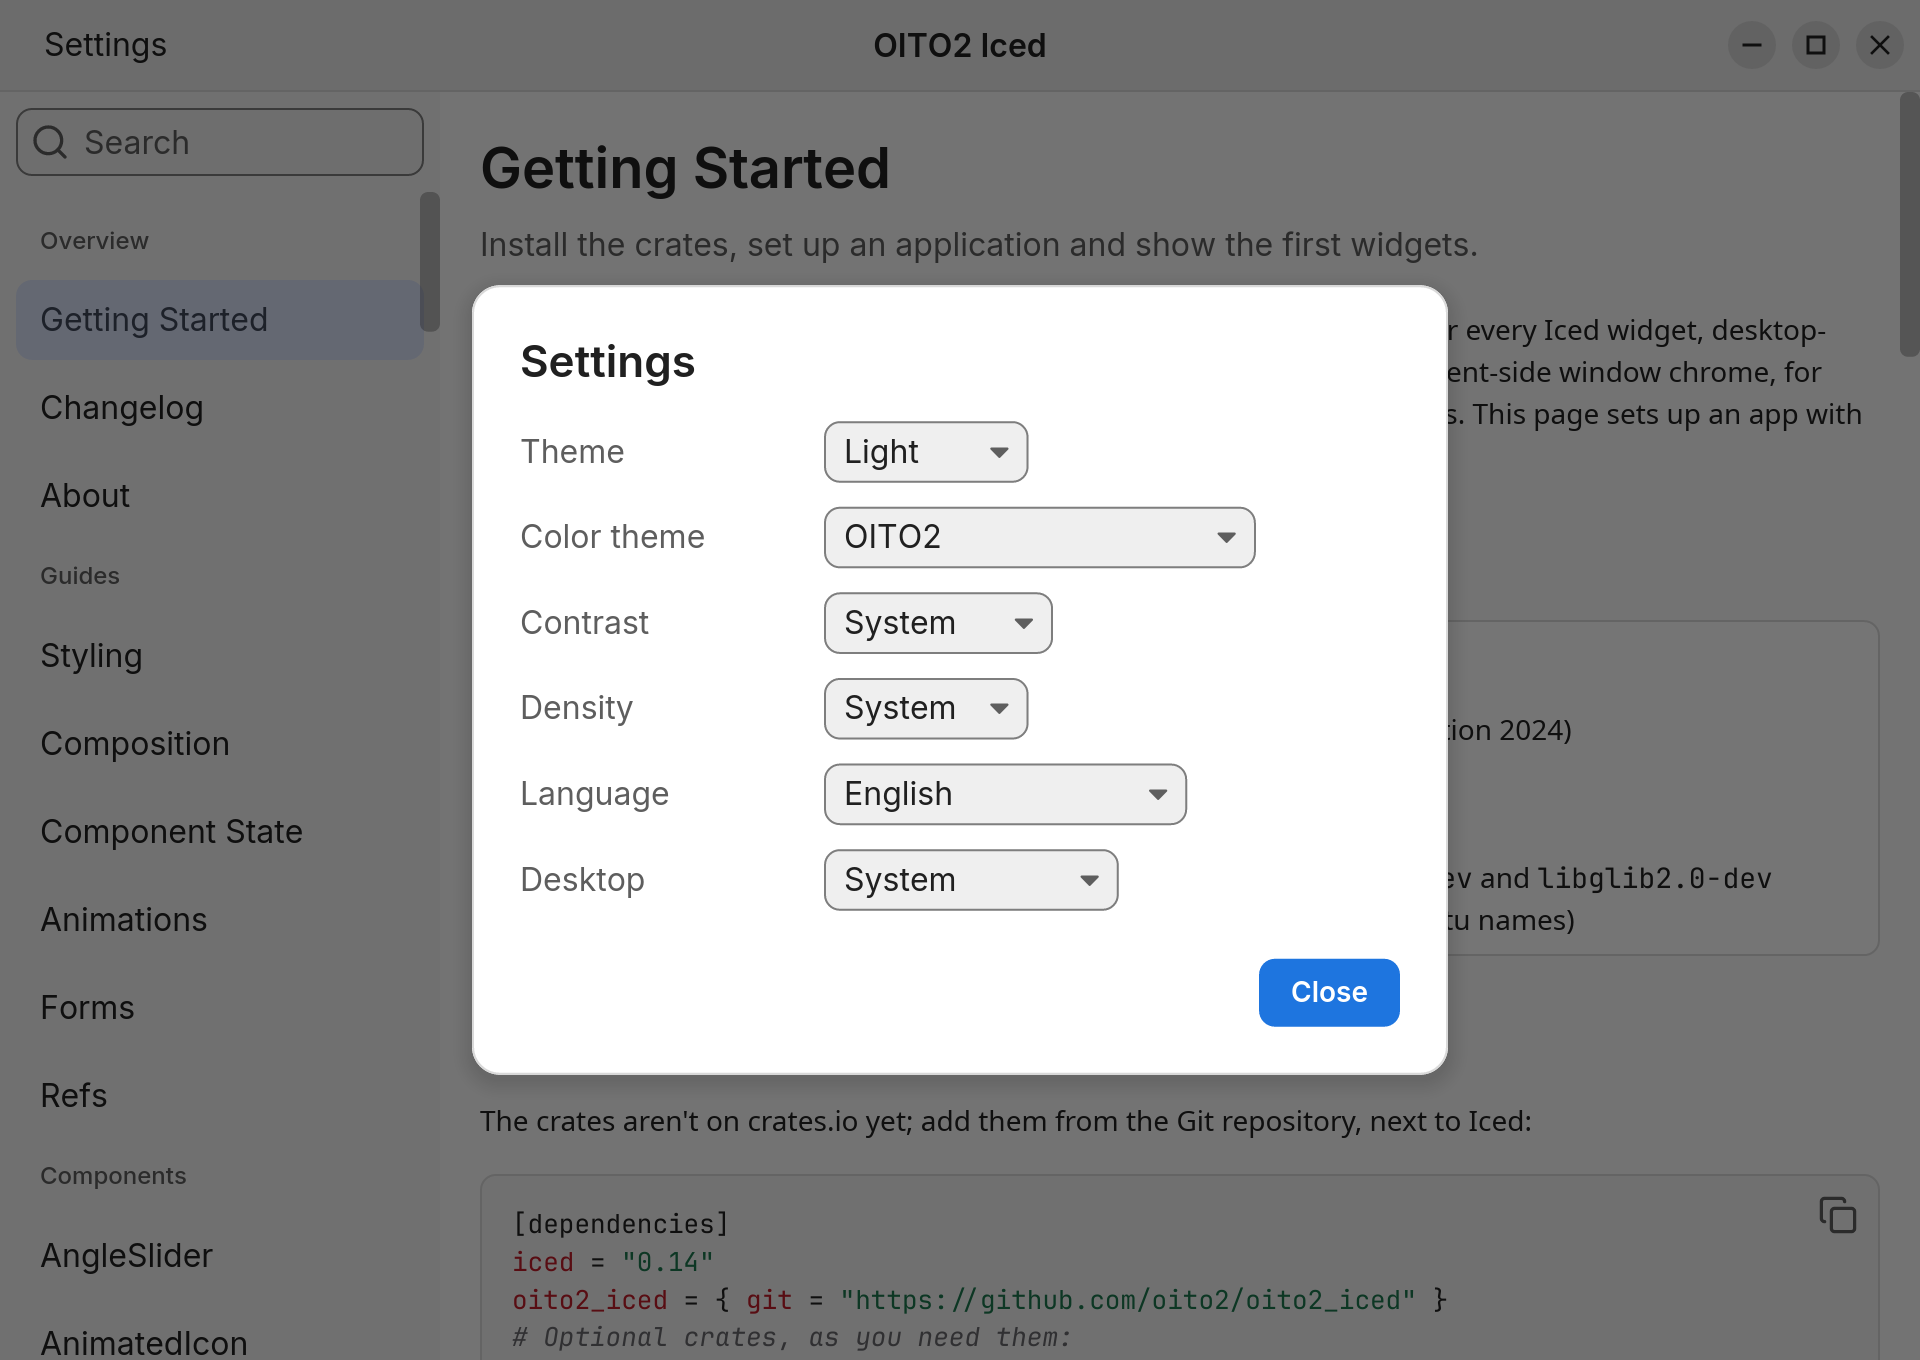 Settings
OITO2 Iced
Search
Overview
Getting Started
Changelog
About
Guides
Styling
Composition
Component State
Animations
Forms
Refs
Components
AngleSlider
AnimatedIcon
Getting Started
Install the crates, set up an application and show the first widgets.
every Iced widget, desktop-
ent-side window chrome, for
s. This page sets up an app with
tion 2024)
ev and libglib2.0-dev
tu names)
Settings
Theme Light
Color theme OITO2
Contrast System
Density System
Language English
Desktop System
Close
The crates aren't on crates.io yet; add them from the Git repository, next to Iced:
[dependencies]
iced = "0.14"
oito2_iced = { git = "https://github.com/oito2/oito2_iced" }
# Optional crates, as you need them: